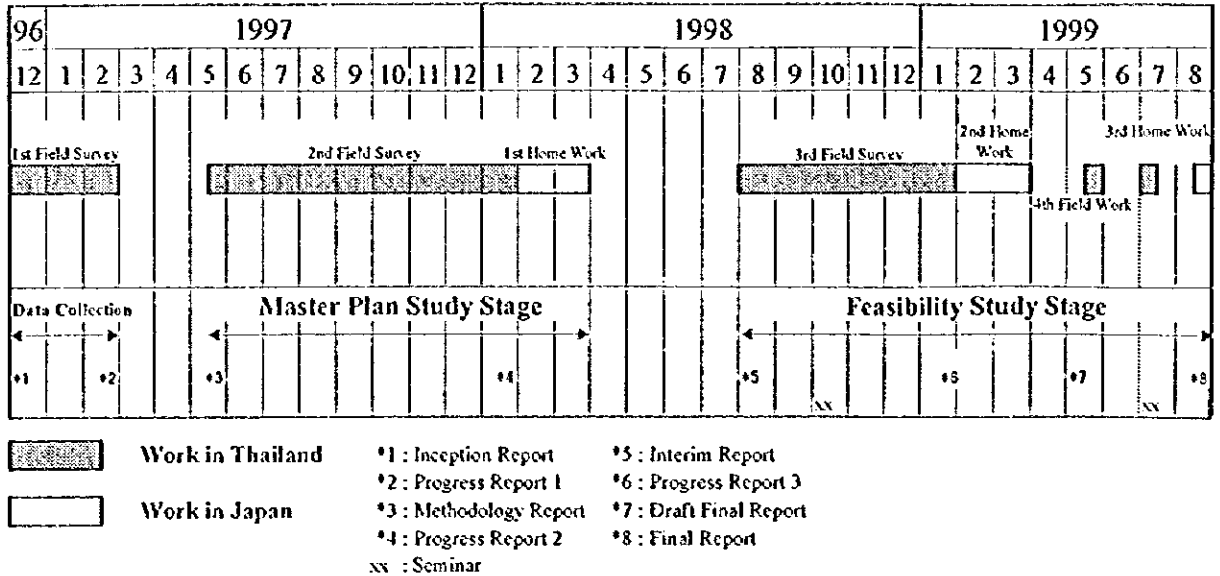 96 1997 1998 1999
12 1 2 3 4 5 6 7 8 9 10 11 12 1 2 3 4 5 6 7 8 9 10 11 12 1 2 3 4 5 6 7 8
2nd Home Work
3rd Home Work
1st Field Survey
2nd Field Survey
1st Home Work
3rd Field Survey
4th Field Work
Data Collection
Master Plan Study Stage
Feasibility Study Stage
*1 *2 *3 *4 *5 *6 *7 *8
xx xx
Work in Thailand
Work in Japan
*1 : Inception Report
*2 : Progress Report 1
*3 : Methodology Report
*4 : Progress Report 2
xx : Seminar
*5 : Interim Report
*6 : Progress Report 3
*7 : Draft Final Report
*8 : Final Report